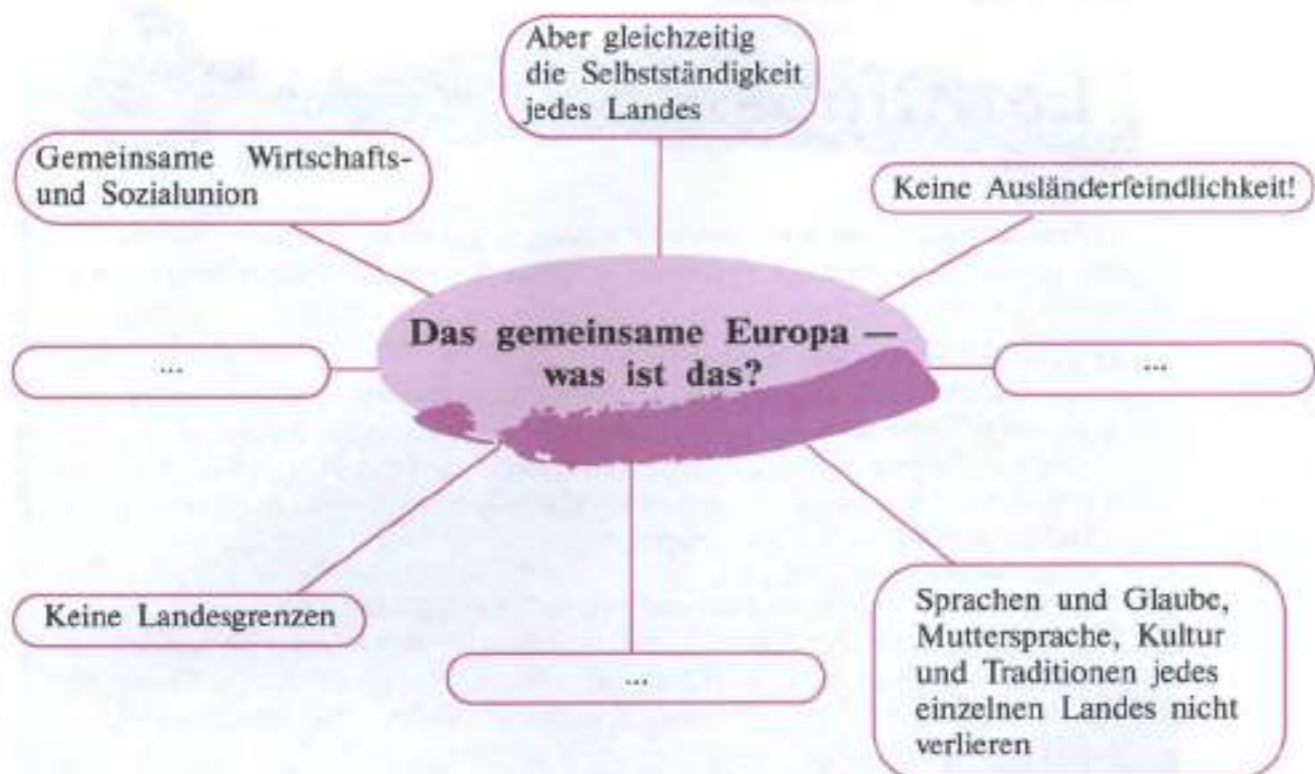 Aber gleichzeitig
die Selbstständigkeit
jedes Landes
Gemeinsame Wirtschafts-
und Sozialunion
Keine Ausländerfeindlichkeit!
Das gemeinsame Europa —
was ist das?
...
...
Keine Landesgrenzen
...
Sprachen und Glaube,
Muttersprache, Kultur
und Traditionen jedes
einzelnen Landes nicht
verlieren